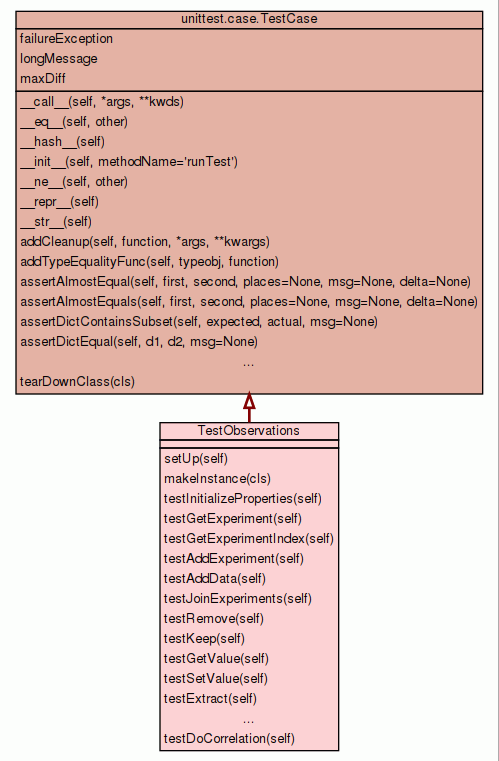 unittest.case.TestCase
failureException
longMessage
maxDiff
__call__(self, *args, **kwds)
__eq__(self, other)
__hash__(self)
__init__(self, methodName='runTest')
__ne__(self, other)
__repr__(self)
__str__(self)
addCleanup(self, function, *args, **kwargs)
addTypeEqualityFunc(self, typeobj, function)
assertAlmostEqual(self, first, second, places=None, msg=None, delta=None)
assertAlmostEquals(self, first, second, places=None, msg=None, delta=None)
assertDictContainsSubset(self, expected, actual, msg=None)
assertDictEqual(self, d1, d2, msg=None)
...
tearDownClass(cls)
TestObservations
setUp(self)
makeInstance(cls)
testInitializeProperties(self)
testGetExperiment(self)
testGetExperimentIndex(self)
testAddExperiment(self)
testAddData(self)
testJoinExperiments(self)
testRemove(self)
testKeep(self)
testGetValue(self)
testSetValue(self)
testExtract(self)
...
testDoCorrelation(self)